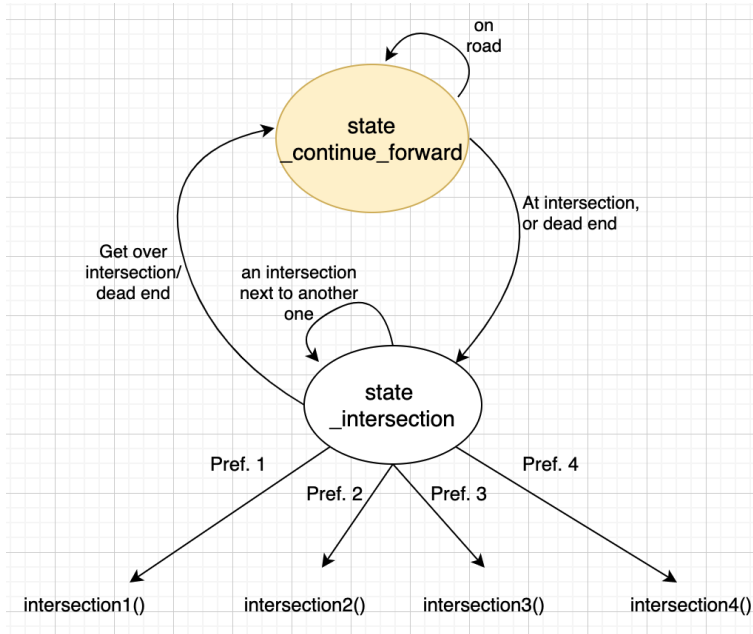 on
road
state
_continue_forward
At intersection,
or dead end
Get over
intersection/
dead end
an intersection
next to another
one
state
_intersection
Pref. 1
Pref. 2
Pref. 3
Pref. 4
intersection1()
intersection2()
intersection3()
intersection4()